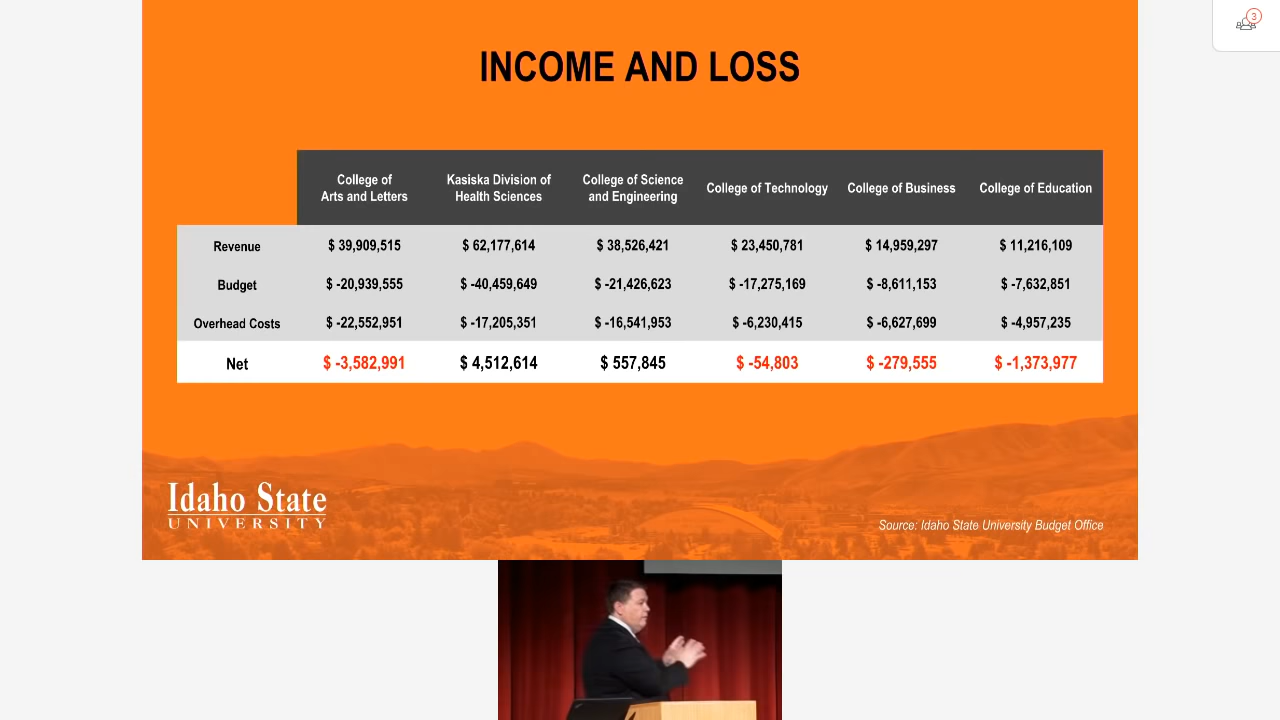 3
INCOME AND LOSS
College of
Arts and Letters
Kasiska Division of
Health Sciences
College of Science
and Engineering
College of Technology
College of Business
College of Education
Revenue $ 39,909,515 $ 62,177,614 $ 38,526,421 $ 23,450,781 $ 14,959,297 $ 11,216,109
Budget $ -20,939,555 $ -40,459,649 $ -21,426,623 $ -17,275,169 $ -8,611,153 $ -7,632,851
Overhead Costs $ -22,552,951 $ -17,205,351 $ -16,541,953 $ -6,230,415 $ -6,627,699 $ -4,957,235
Net $ -3,582,991 $ 4,512,614 $ 557,845 $ -54,803 $ -279,555 $ -1,373,977
Idaho State
UNIVERSITY
Source: Idaho State University Budget Office